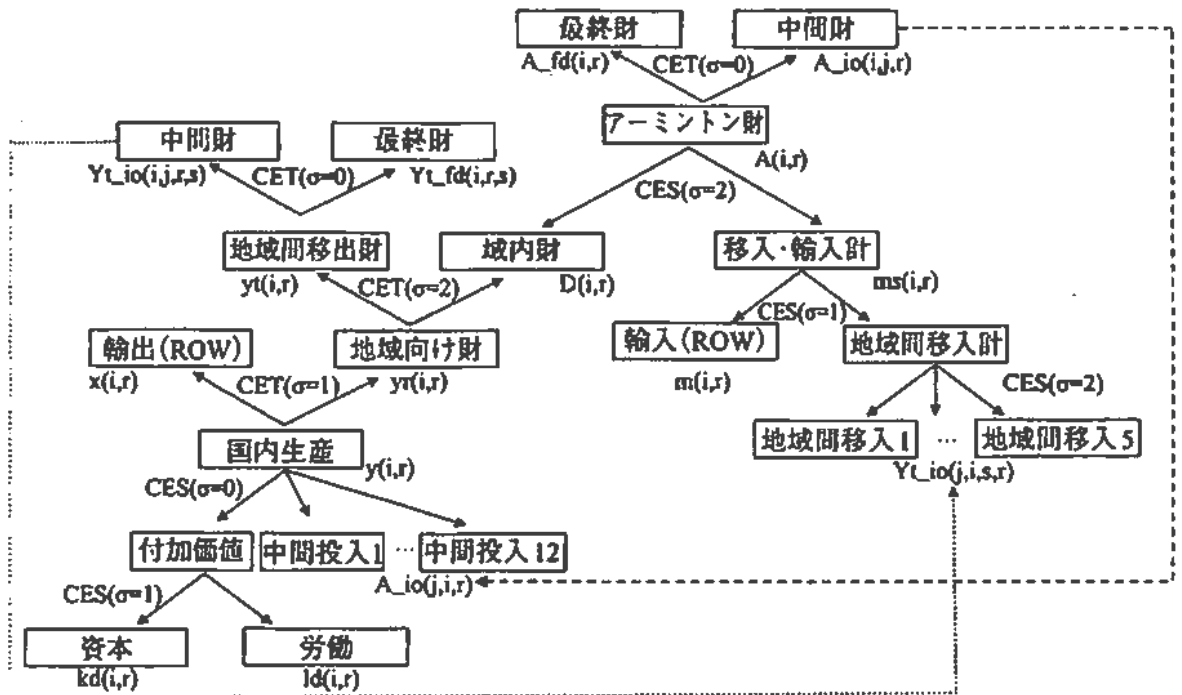 最終財 中間財
A_fd(i,r) CET(σ=0) A_io(i,j,r)
アーミントン財
A(i,r)
中間財 最終財
Yt_io(i,j,r,s) CET(σ=0) Yt_fd(i,r,s)
CES(σ=2)
地域間移出財 域内財 移入・輸入計
yt(i,r) CET(σ=2) D(i,r) ms(i,r)
CES(σ=1)
輸出(ROW) 地域向け財 輸入(ROW) 地域間移入計
x(i,r) CET(σ=1) yr(i,r) m(i,r)
CES(σ=2)
国内生産 地域間移入1 … 地域間移入5
y(i,r) Yt_io(j,i,s,r)
CES(σ=0)
付加価値 中間投入1 … 中間投入12
A_io(j,i,r)
CES(σ=1)
資本 労働
kd(i,r) ld(i,r)